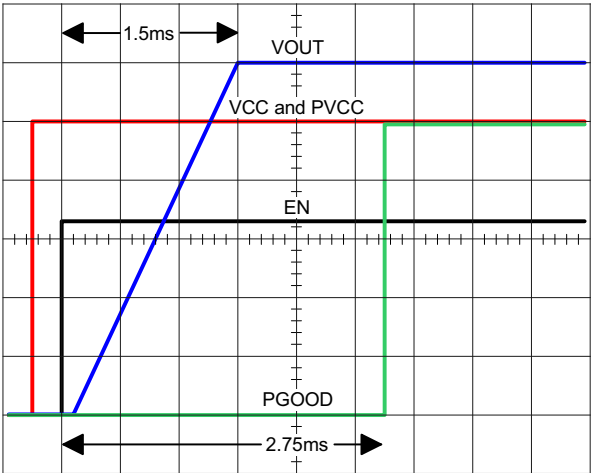 1.5ms
VOUT
VCC and PVCC
EN
PGOOD
2.75ms